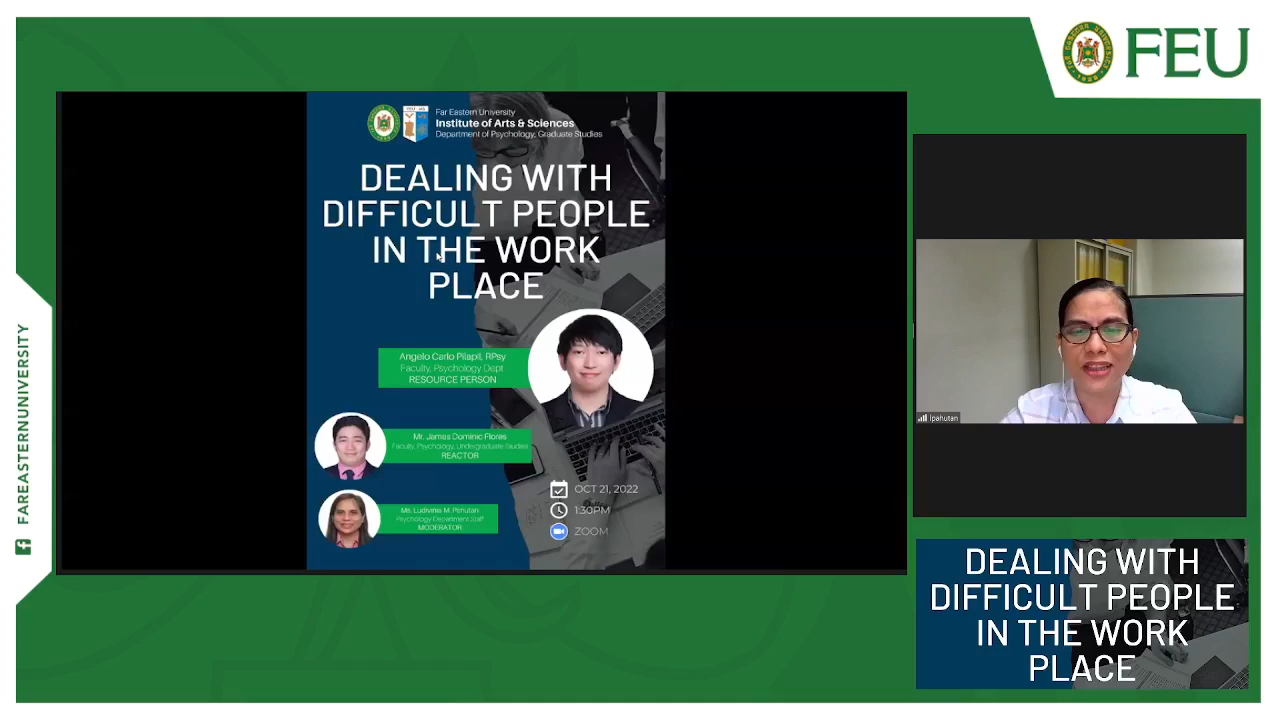 FEU
Far Eastern University
Institute of Arts & Sciences
Department of Psychology, Graduate Studies
DEALING WITH
DIFFICULT PEOPLE
IN THE WORK
PLACE
Angelo Carlo Pilapil, RPsy
Faculty, Psychology Dept
RESOURCE PERSON
Mr. James Dominic Flores
Faculty, Psychology, Undergraduate Studies
REACTOR
Ms. Ludivinia M. Pahutan
Psychology Department Staff
MODERATOR
OCT 21, 2022
1:30PM
ZOOM
lpahutan
DEALING WITH
DIFFICULT PEOPLE
IN THE WORK
PLACE
FAREASTERNUNIVERSITY